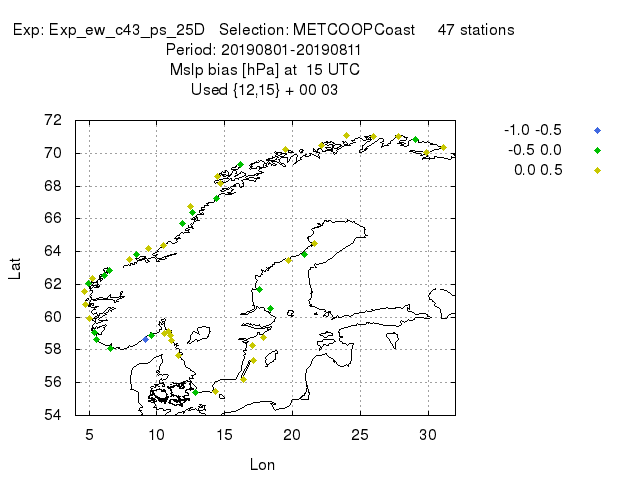 Exp: Exp_ew_c43_ps_25D Selection: METCOOPCoast 47 stations
Period: 20190801-20190811
Mslp bias [hPa] at 15 UTC
Used {12,15} + 00 03
72
70
68
66
64
62
60
58
56
54
5 10 15 20 25 30
Lat
Lon
-1.0 -0.5
-0.5 0.0
0.0 0.5